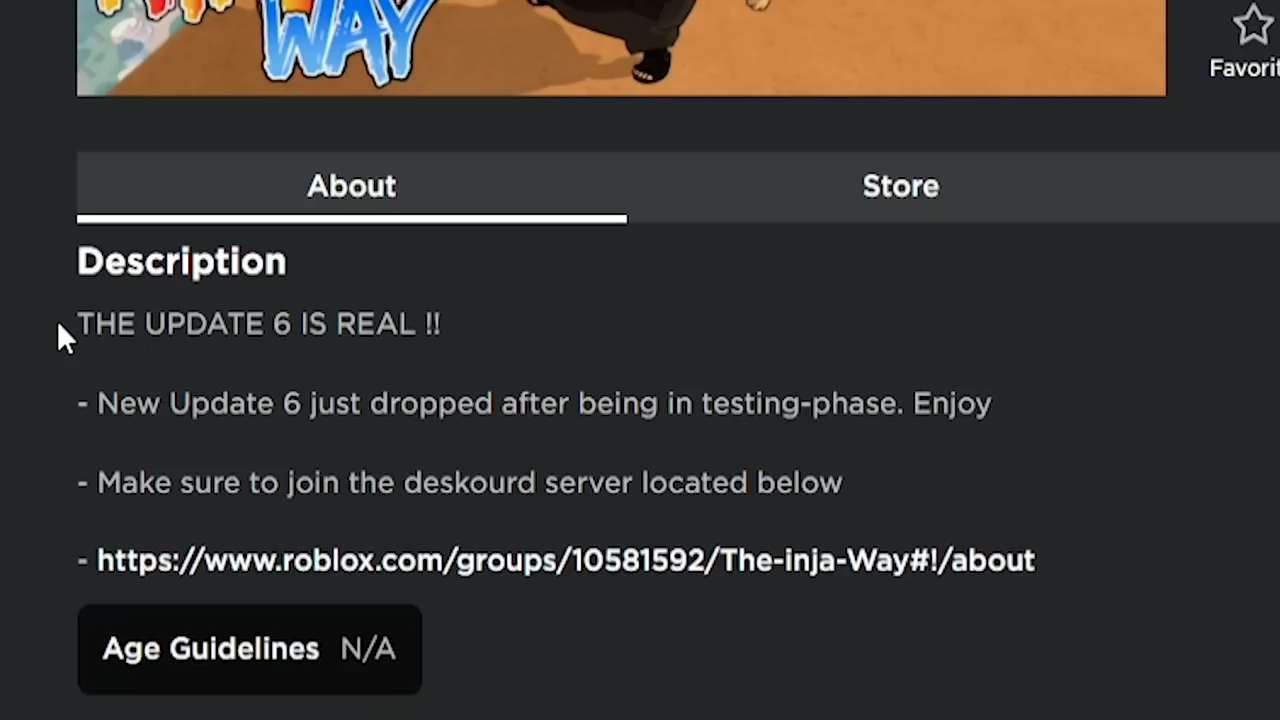 WAY
Favorit
About
Store
Description
THE UPDATE 6 IS REAL !!
- New Update 6 just dropped after being in testing-phase. Enjoy
- Make sure to join the deskourd server located below
- https://www.roblox.com/groups/10581592/The-inja-Way#!/about
Age Guidelines N/A